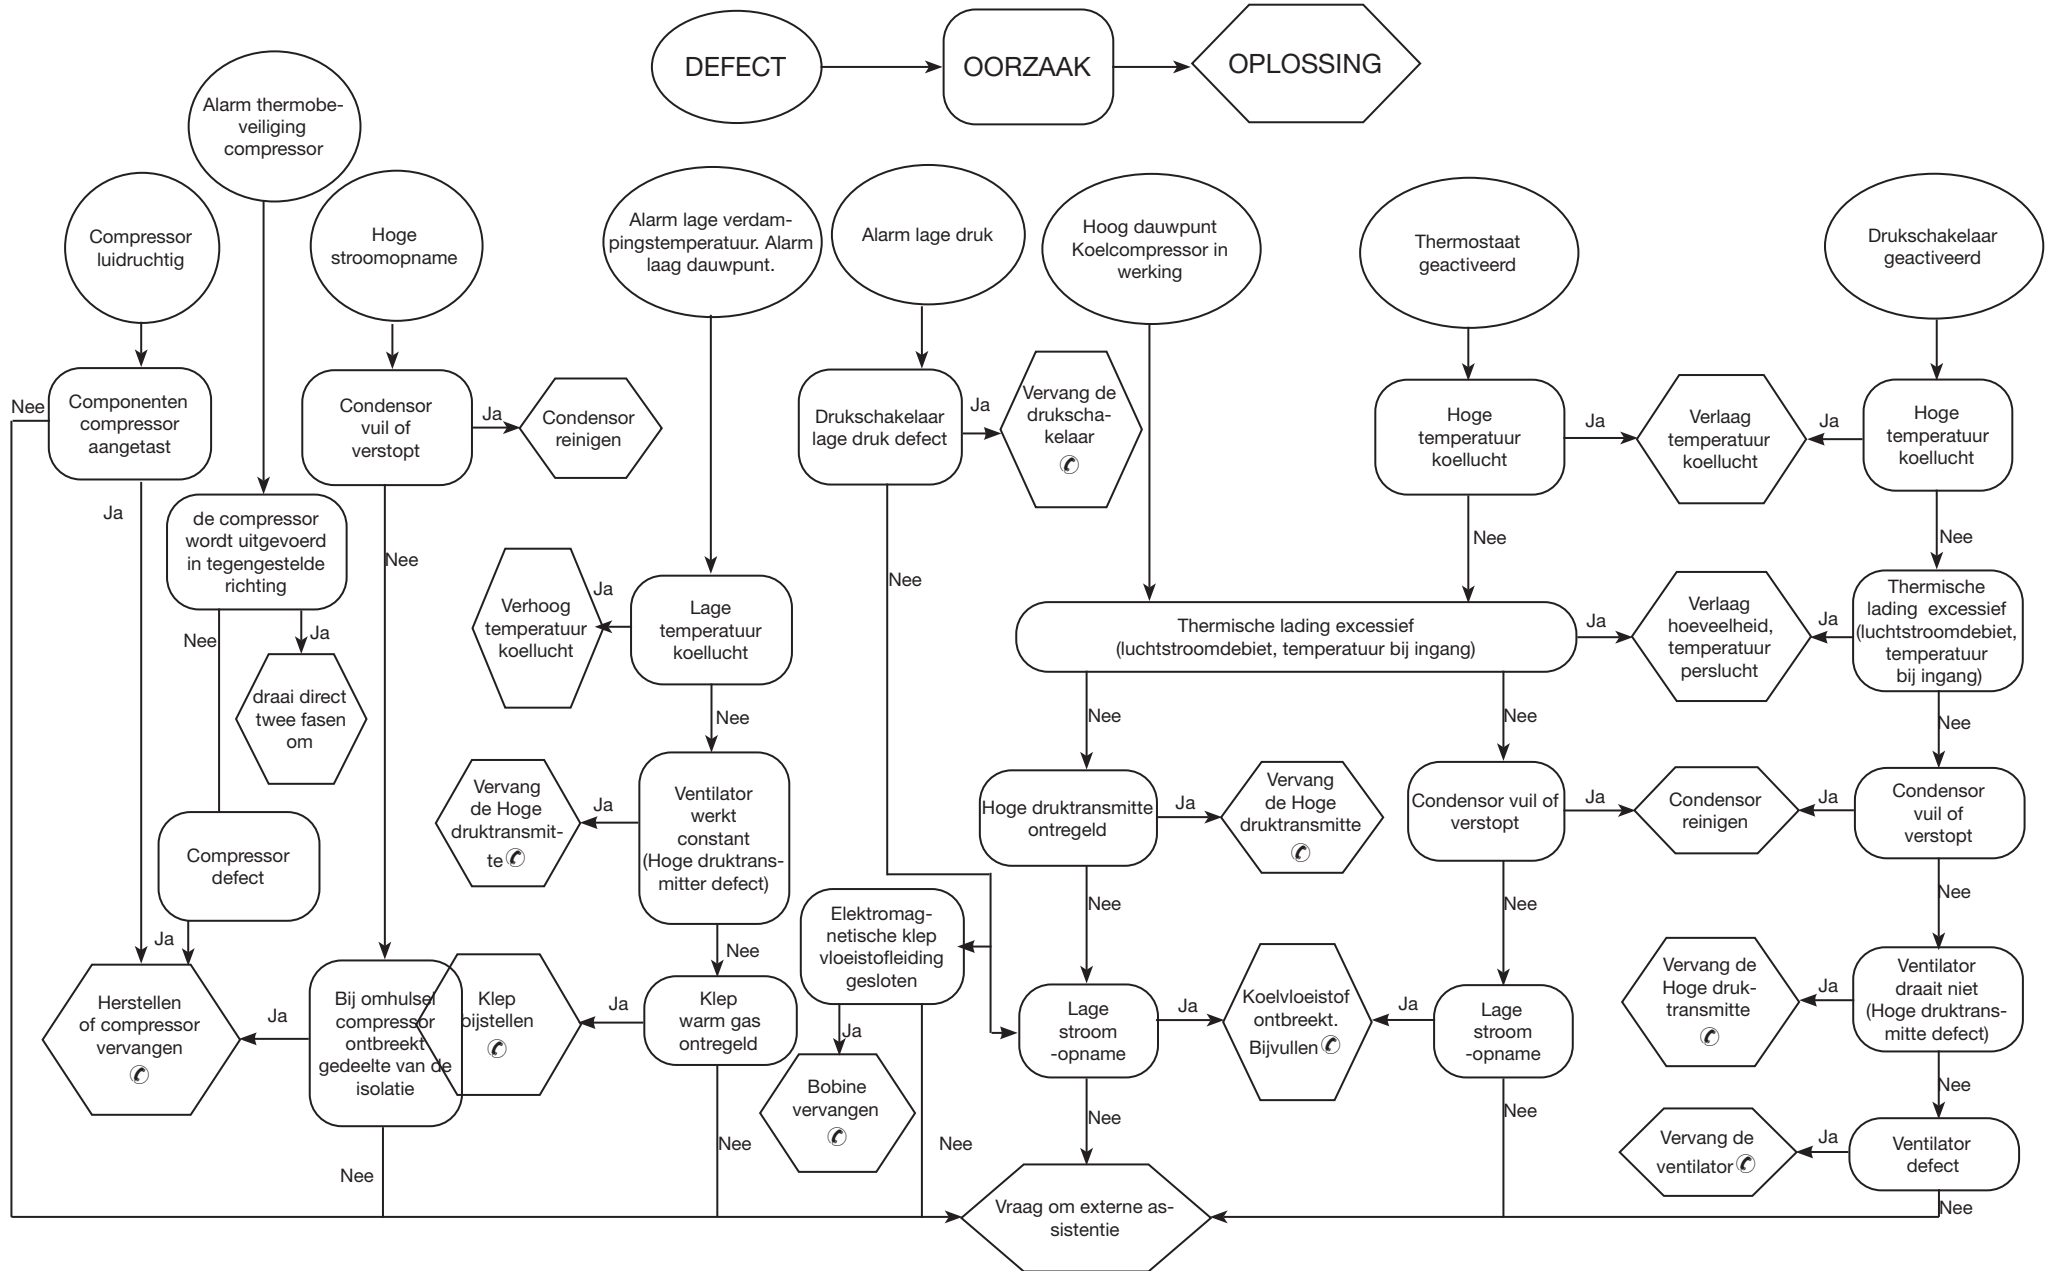 DEFECT
OORZAAK
OPLOSSING
Alarm thermobe-
veiliging
compressor
Compressor
luidruchtig
Hoge
stroomopname
Alarm lage verdam-
pingstemperatuur. Alarm
laag dauwpunt.
Alarm lage druk
Hoog dauwpunt
Koelcompressor in
werking
Thermostaat
geactiveerd
Drukschakelaar
geactiveerd
Nee
Componenten
compressor
aangetast
Ja
Condensor
vuil of
verstopt
Ja
Condensor
reinigen
Nee
Drukschakelaar
lage druk defect
Ja
Vervang de
drukscha-
kelaar
✆
Nee
Hoge
temperatuur
koellucht
Ja
Verlaag
temperatuur
koellucht
Ja
Hoge
temperatuur
koellucht
Nee
Nee
de compressor
wordt uitgevoerd
in tegengestelde
richting
Nee
Ja
draai direct
twee fasen
om
Verhoog
temperatuur
koellucht
Ja
Lage
temperatuur
koellucht
Nee
Thermische lading excessief
(luchtstroomdebiet, temperatuur bij ingang)
Ja
Verlaag
hoeveelheid,
temperatuur
perslucht
Ja
Thermische
lading excessief
(luchtstroomdebiet,
temperatuur
bij ingang)
Nee
Nee
Nee
Vervang
de Hoge
druktransmit-
te ✆
Ja
Ventilator
werkt
constant
(Hoge druktrans-
mitter defect)
Nee
Hoge druktransmitte
ontregeld
Ja
Vervang
de Hoge
druktransmitte
✆
Nee
Condensor vuil of
verstopt
Ja
Condensor
reinigen
Ja
Condensor
vuil of
verstopt
Nee
Nee
Compressor
defect
Ja
Elektromag-
netische klep
vloeistofleiding
gesloten
Ja
Nee
Herstellen
of compressor
vervangen
✆
Ja
Bij omhulsel
compressor
ontbreekt
gedeelte van de
isolatie
Nee
Klep
bijstellen
✆
Ja
Klep
warm gas
ontregeld
Nee
Bobine
vervangen
✆
Lage
stroom
-opname
Ja
Koelvloeistof
ontbreekt.
Bijvullen ✆
Ja
Lage
stroom
-opname
Nee
Nee
Vervang de
Hoge druk-
transmitte
✆
Ja
Ventilator
draait niet
(Hoge druktrans-
mitte defect)
Nee
Vervang de
ventilator ✆
Ja
Ventilator
defect
Nee
Vraag om externe as-
sistentie